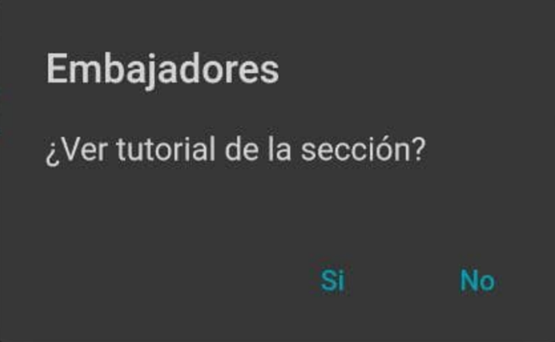 Embajadores
¿Ver tutorial de la sección?
Si
No